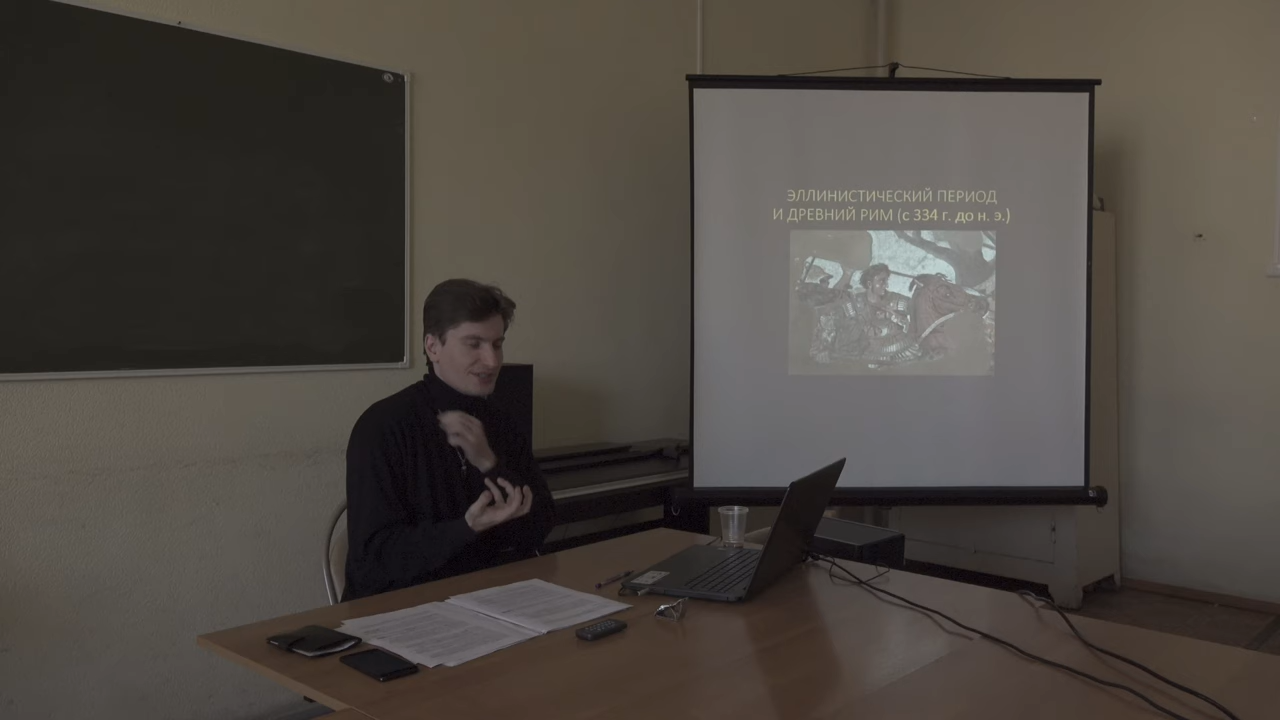 ЭЛЛИНИСТИЧЕСКИЙ ПЕРИОД
И ДРЕВНИЙ РИМ (с 334 г. до н. э.)